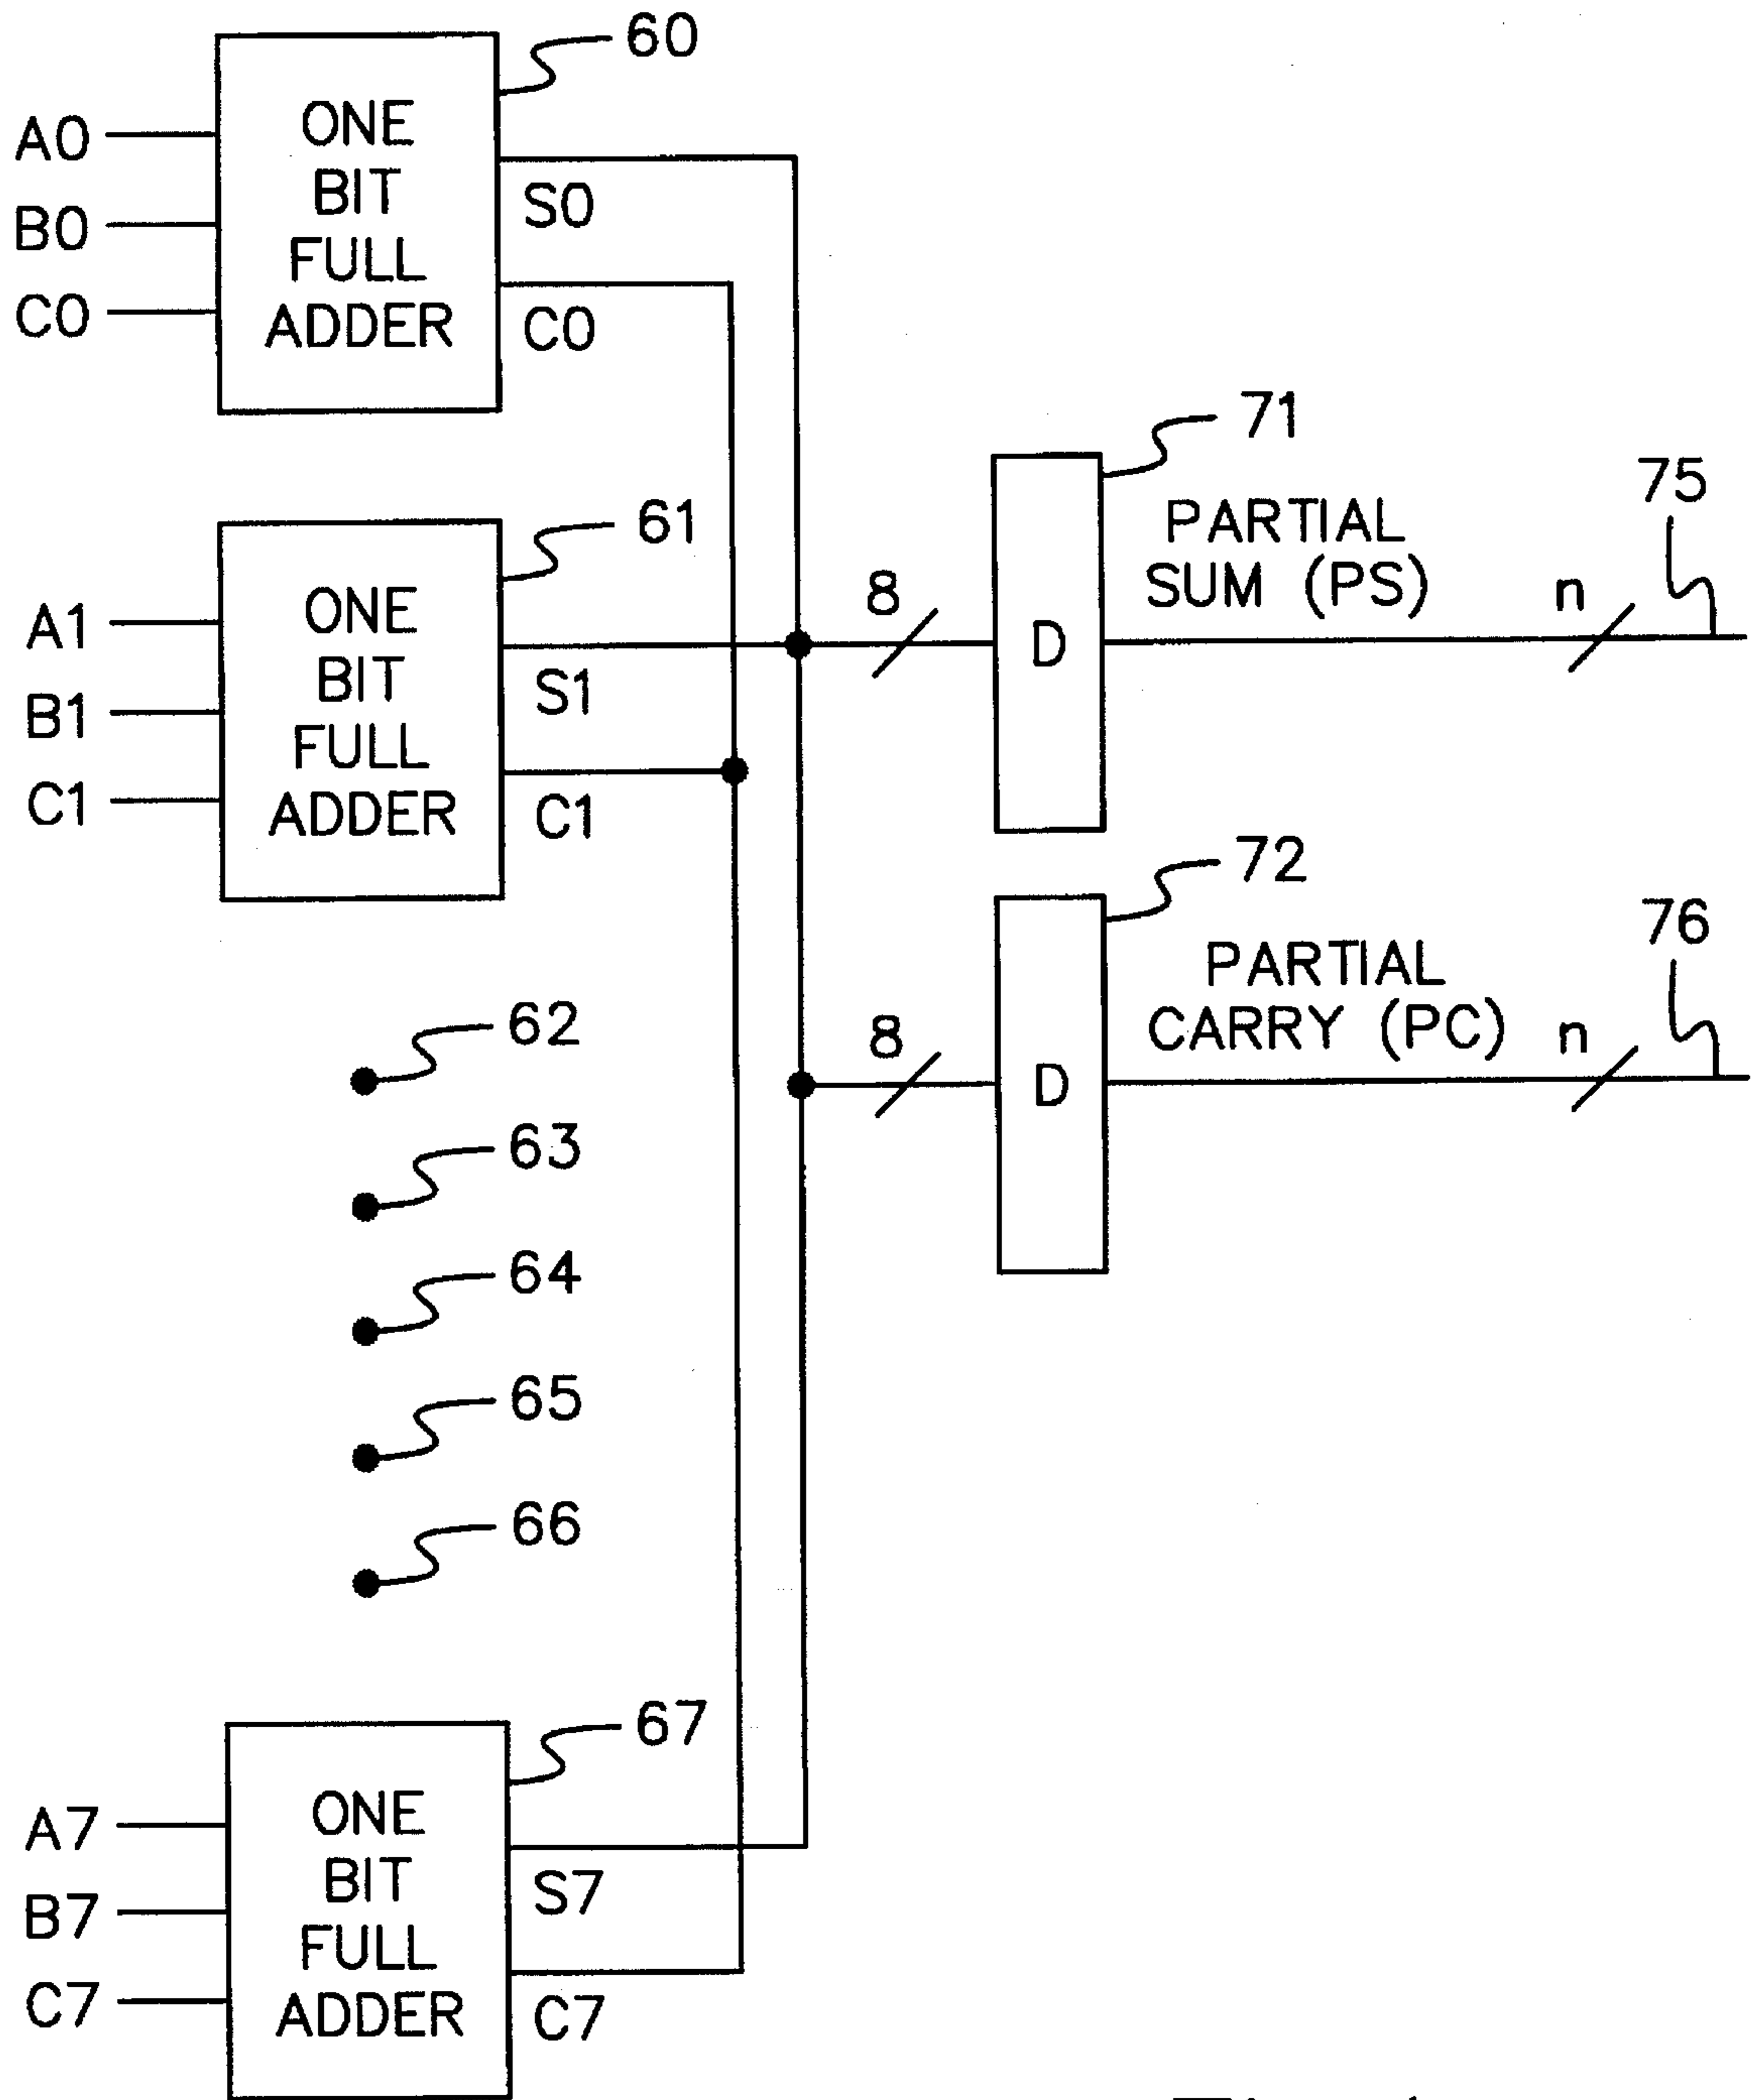 60
A0
B0
C0
ONE
BIT
FULL
ADDER
S0
C0
61
A1
B1
C1
ONE
BIT
FULL
ADDER
S1
C1
62
63
64
65
66
67
A7
B7
C7
ONE
BIT
FULL
ADDER
S7
C7
8
D
71
PARTIAL
SUM (PS)
n
75
8
D
72
PARTIAL
CARRY (PC)
n
76